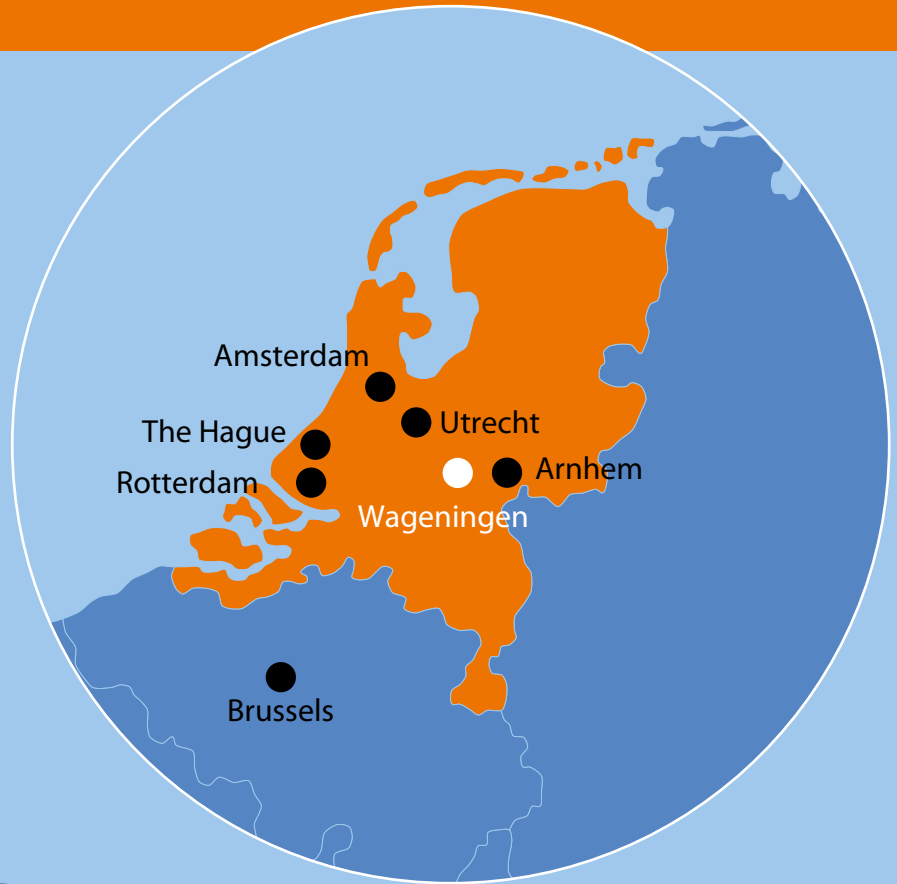 Amsterdam
Utrecht
The Hague
Arnhem
Rotterdam
Wageningen
Brussels